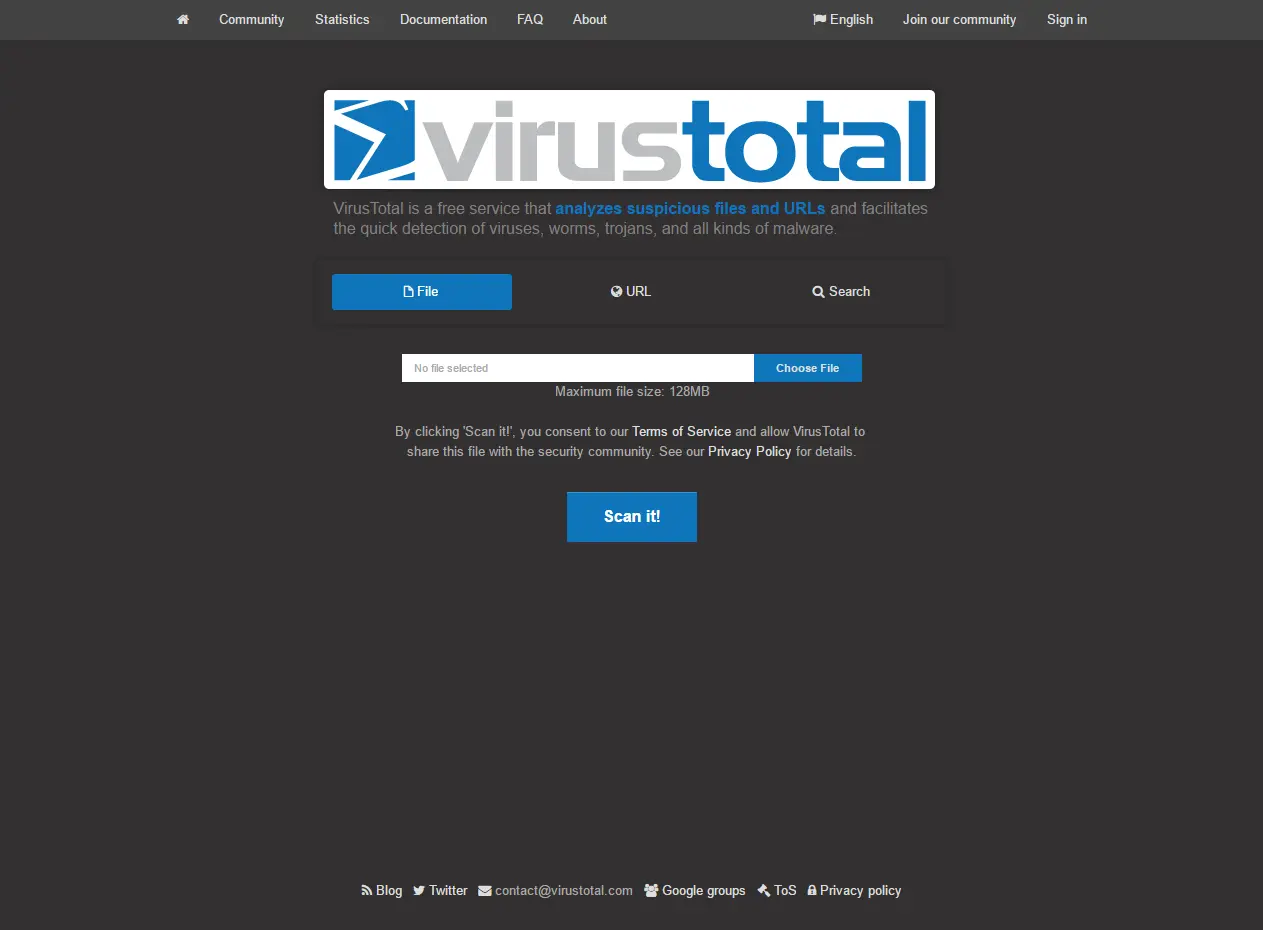 Community Statistics Documentation FAQ About English Join our community Sign in
virustotal
VirusTotal is a free service that analyzes suspicious files and URLs and facilitates
the quick detection of viruses, worms, trojans, and all kinds of malware.
File URL Search
No file selected Choose File
Maximum file size: 128MB
By clicking 'Scan it!', you consent to our Terms of Service and allow VirusTotal to
share this file with the security community. See our Privacy Policy for details.
Scan it!
Blog Twitter contact@virustotal.com Google groups ToS Privacy policy